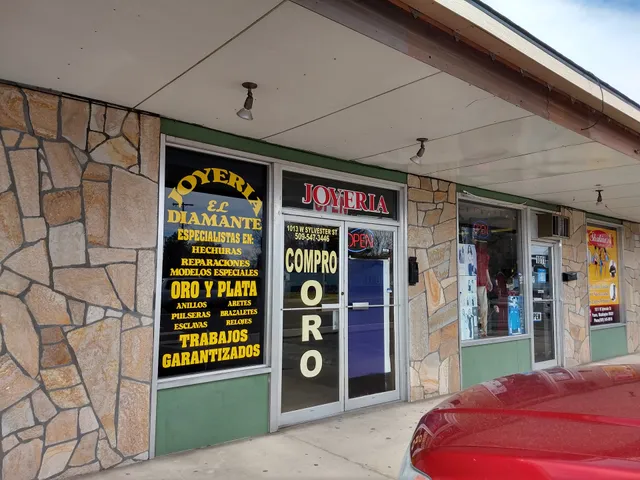 JOYERIA
EL
DIAMANTE
ESPECIALISTAS EN:
HECHURAS
REPARACIONES
MODELOS ESPECIALES
ORO Y PLATA
ANILLOS ARETES
PULSERAS BRAZALETES
ESCLAVAS RELOJES
TRABAJOS
GARANTIZADOS
JOYERIA
1013 W SYLVESTER ST
509-547-3446
OPEN
COMPRO
ORO